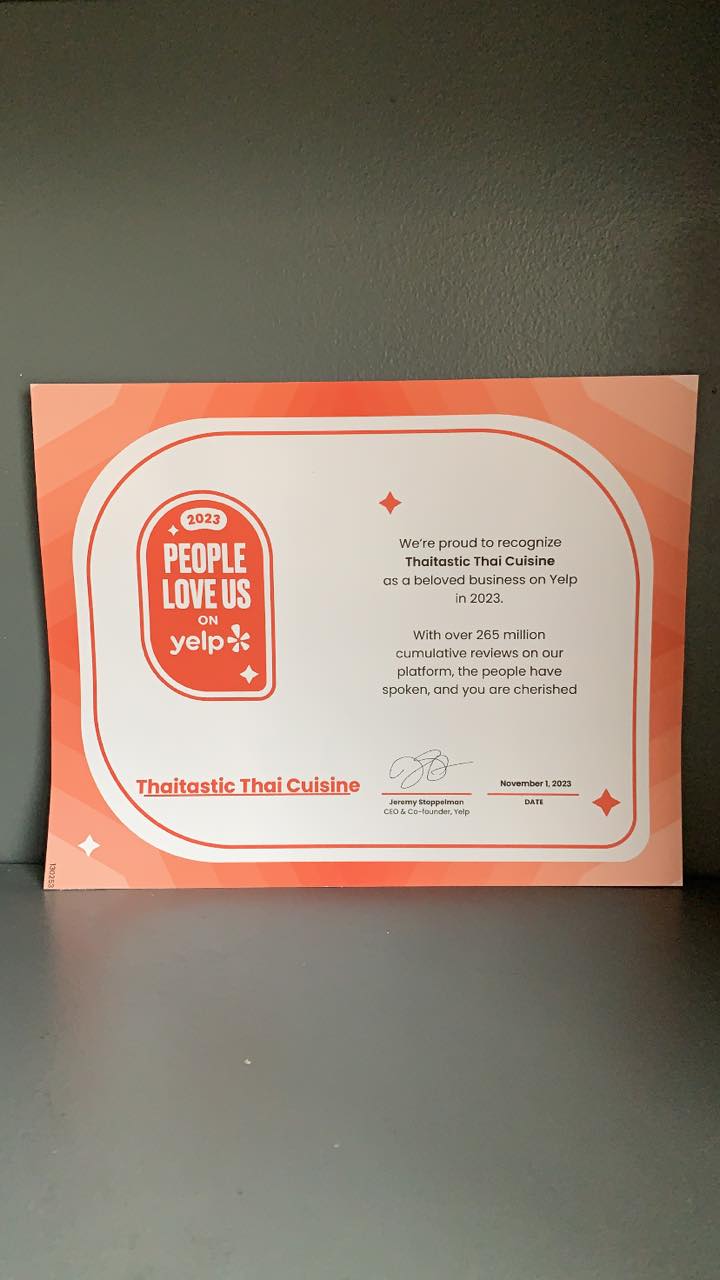 2023
PEOPLE
LOVE US
ON
yelp
We're proud to recognize
Thaitastic Thai Cuisine
as a beloved business on Yelp
in 2023.
With over 265 million
cumulative reviews on our
platform, the people have
spoken, and you are cherished
Thaitastic Thai Cuisine
Jeremy Stoppelman
CEO & Co-founder, Yelp
November 1, 2023
DATE
130253